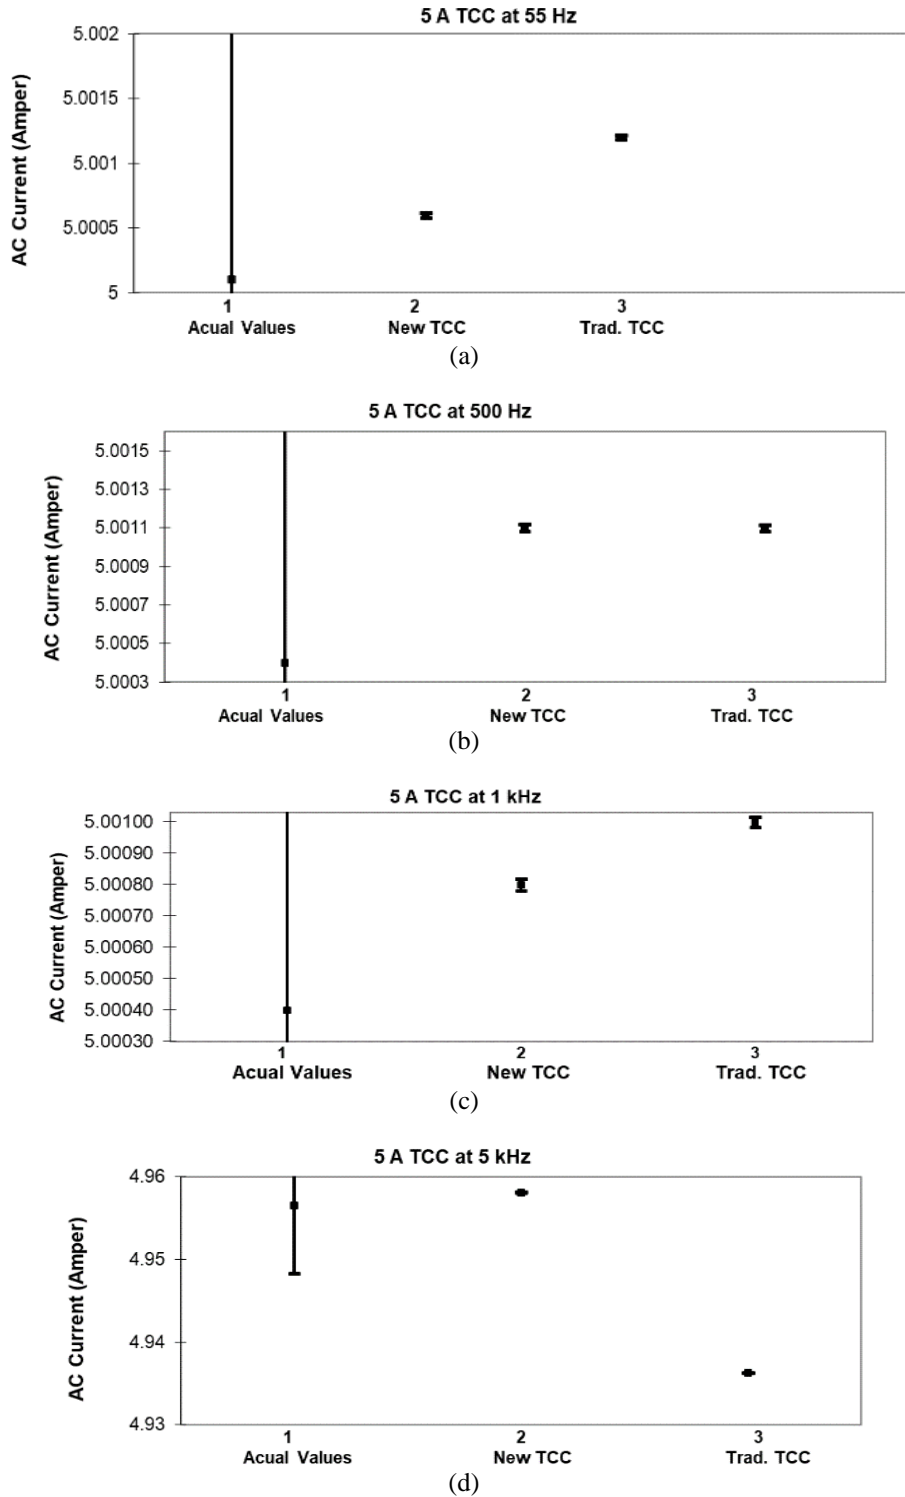 5 A TCC at 55 Hz
AC Current (Amper)
5.002
5.0015
5.001
5.0005
5
1 2 3
Acual Values New TCC Trad. TCC
(a)
5 A TCC at 500 Hz
AC Current (Amper)
5.0015
5.0013
5.0011
5.0009
5.0007
5.0005
5.0003
1 2 3
Acual Values New TCC Trad. TCC
(b)
5 A TCC at 1 kHz
AC Current (Amper)
5.00100
5.00090
5.00080
5.00070
5.00060
5.00050
5.00040
5.00030
1 2 3
Acual Values New TCC Trad. TCC
(c)
5 A TCC at 5 kHz
AC Current (Amper)
4.96
4.95
4.94
4.93
1 2 3
Acual Values New TCC Trad. TCC
(d)